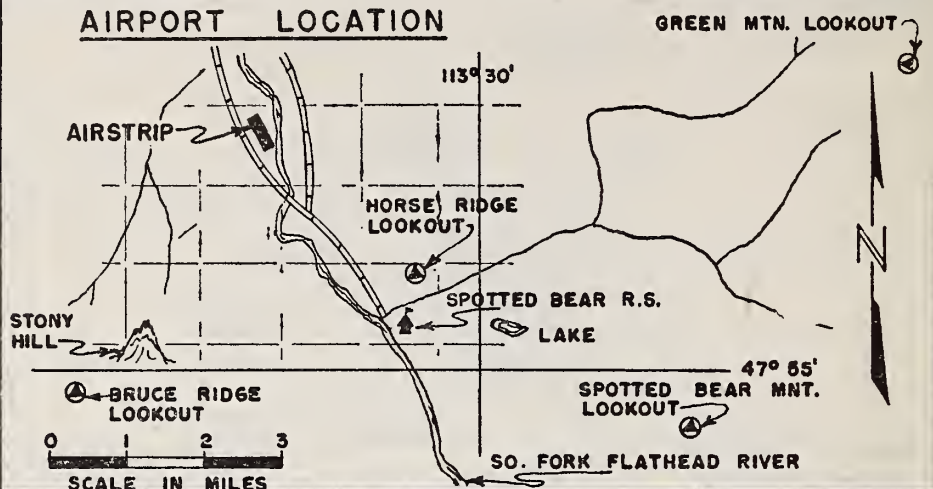 AIRPORT LOCATION
GREEN MTN. LOOKOUT
113° 30'
AIRSTRIP
HORSE RIDGE
LOOKOUT
SPOTTED BEAR R.S.
STONY
HILL
LAKE
47° 55'
BRUCE RIDGE
LOOKOUT
SPOTTED BEAR MNT.
LOOKOUT
N
0 1 2 3
SCALE IN MILES
SO. FORK FLATHEAD RIVER